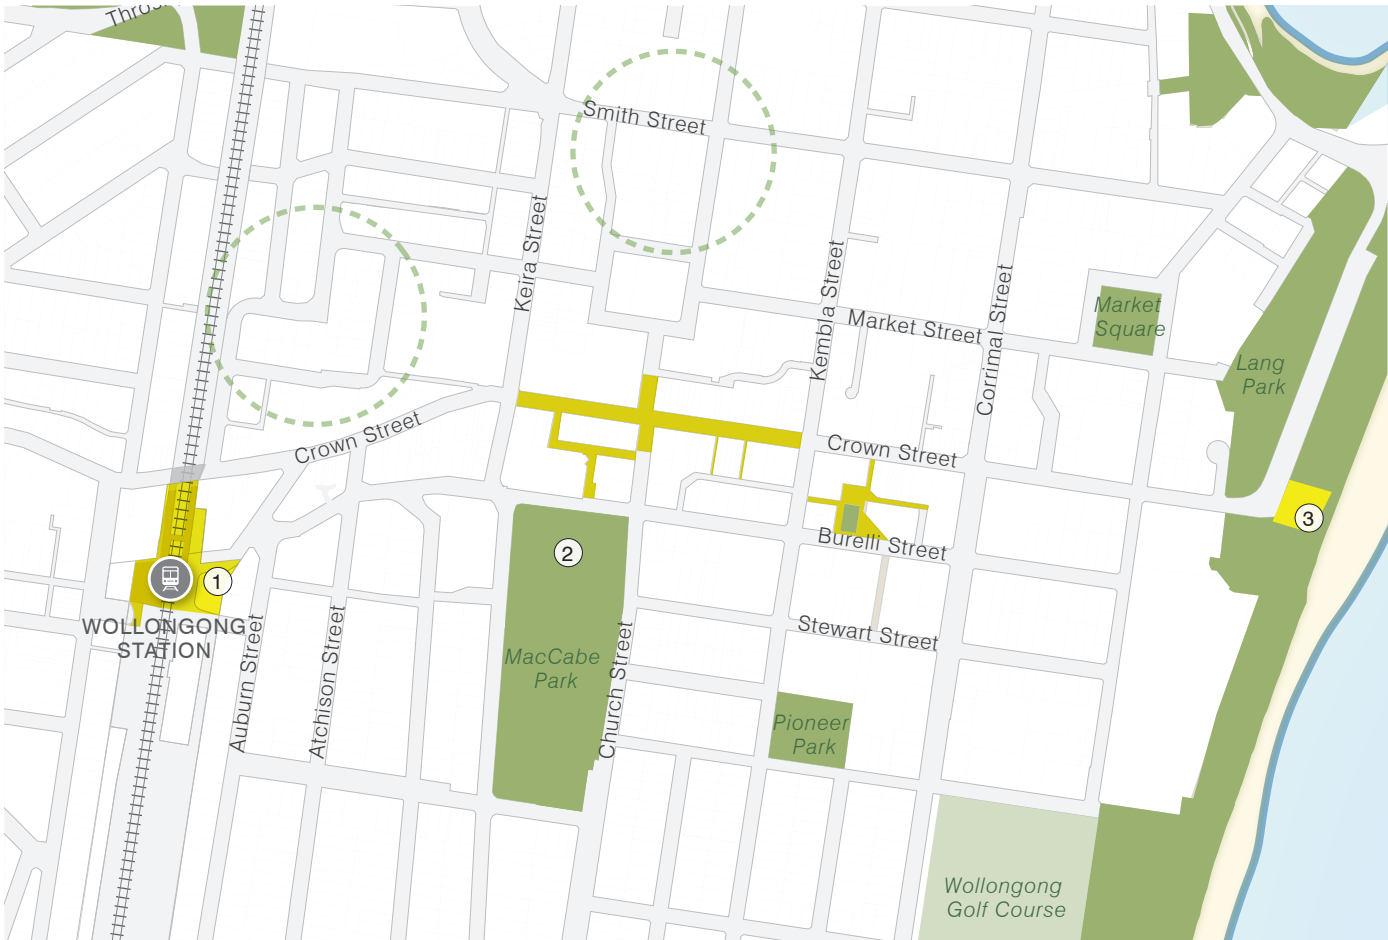 Smith Street
Keira Street
Kembla Street
Corrimal Street
Market Street
Market
Square
Lang
Park
Crown Street
Crown Street
3
Burelli Street
2
1
WOLLONGONG
STATION
Auburn Street
Atchison Street
MacCabe
Park
Church Street
Stewart Street
Pioneer
Park
Wollongong
Golf Course